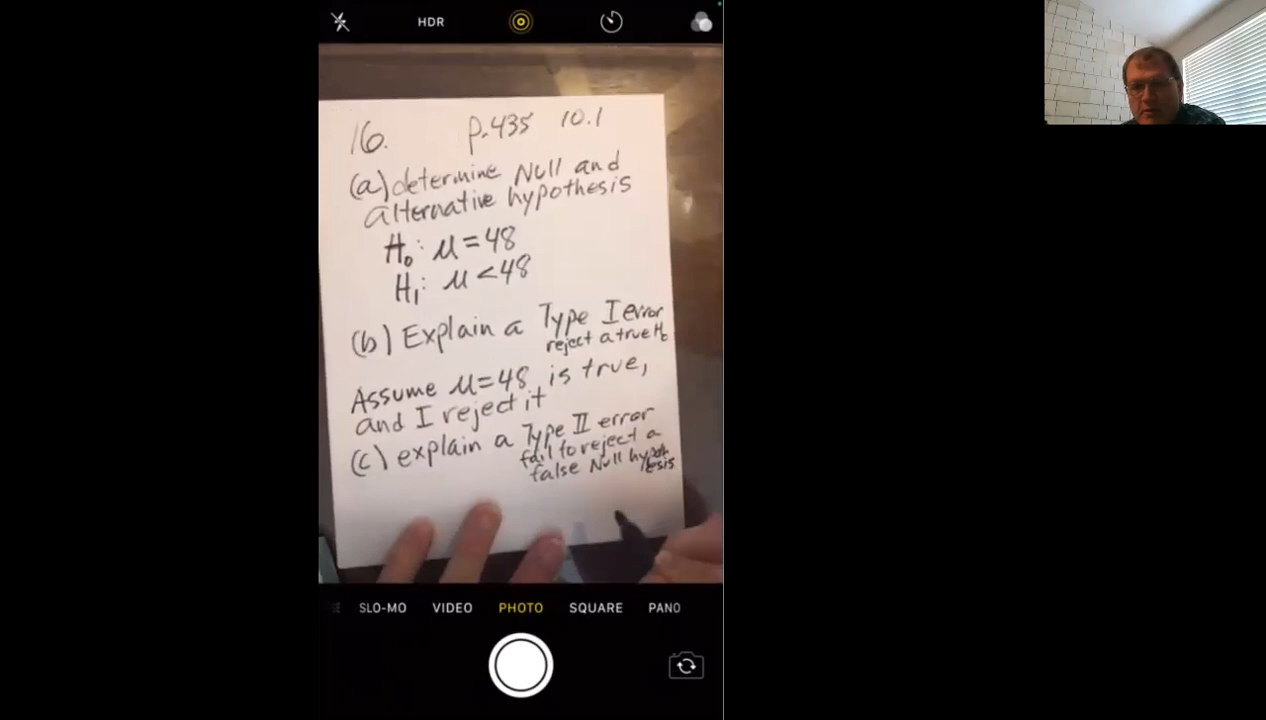 HDR
16. p.435 10.1
(a) determine Null and
alternative hypothesis
H₀: μ = 48
H₁: μ < 48
(b) Explain a Type I error
reject a true H₀
Assume μ = 48 is true,
and I reject it
(c) explain a Type II error
fail to reject a
false Null hypot
hesis
SLO-MO VIDEO PHOTO SQUARE PANO